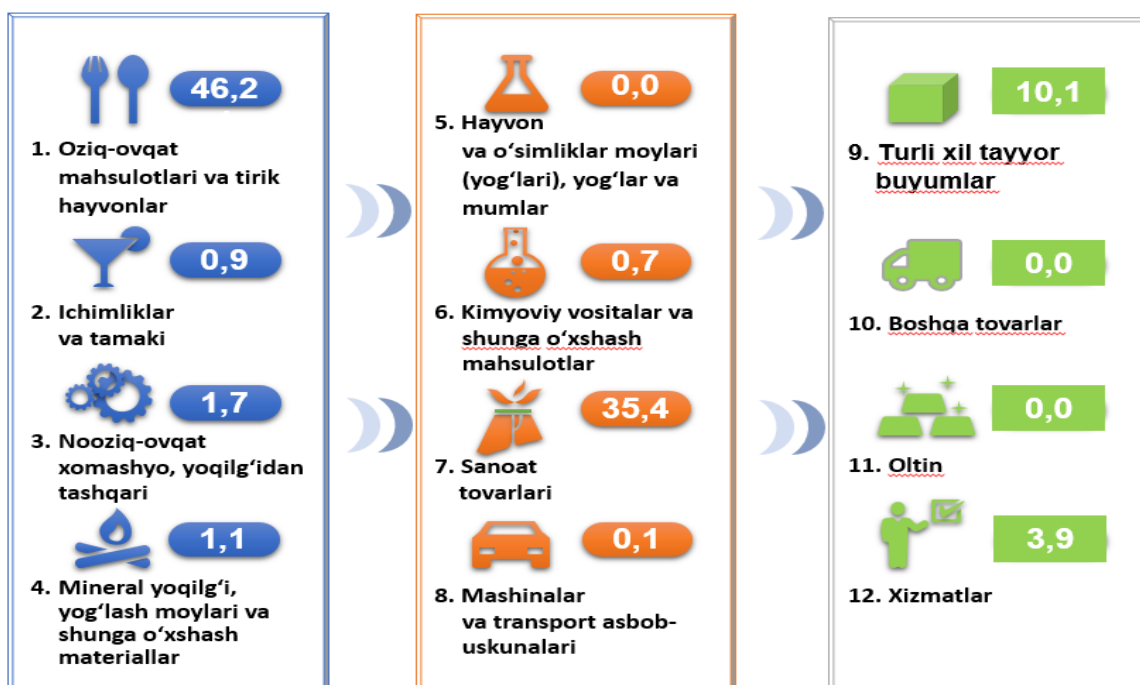 46,2
1. Oziq-ovqat
mahsulotlari va tirik
hayvonlar
0,9
2. Ichimliklar
va tamaki
1,7
3. Nooziq-ovqat
xomashyo, yoqilg‘idan
tashqari
1,1
4. Mineral yoqilg‘i,
yog‘lash moylari va
shunga o‘xshash
materiallar
0,0
5. Hayvon
va o‘simliklar moylari
(yog‘lari), yog‘lar va
mumlar
0,7
6. Kimyoviy vositalar va
shunga o‘xshash
mahsulotlar
35,4
7. Sanoat
tovarlari
0,1
8. Mashinalar
va transport asbob-
uskunalari
10,1
9. Turli xil tayyor
buyumlar
0,0
10. Boshqa tovarlar
0,0
11. Oltin
3,9
12. Xizmatlar